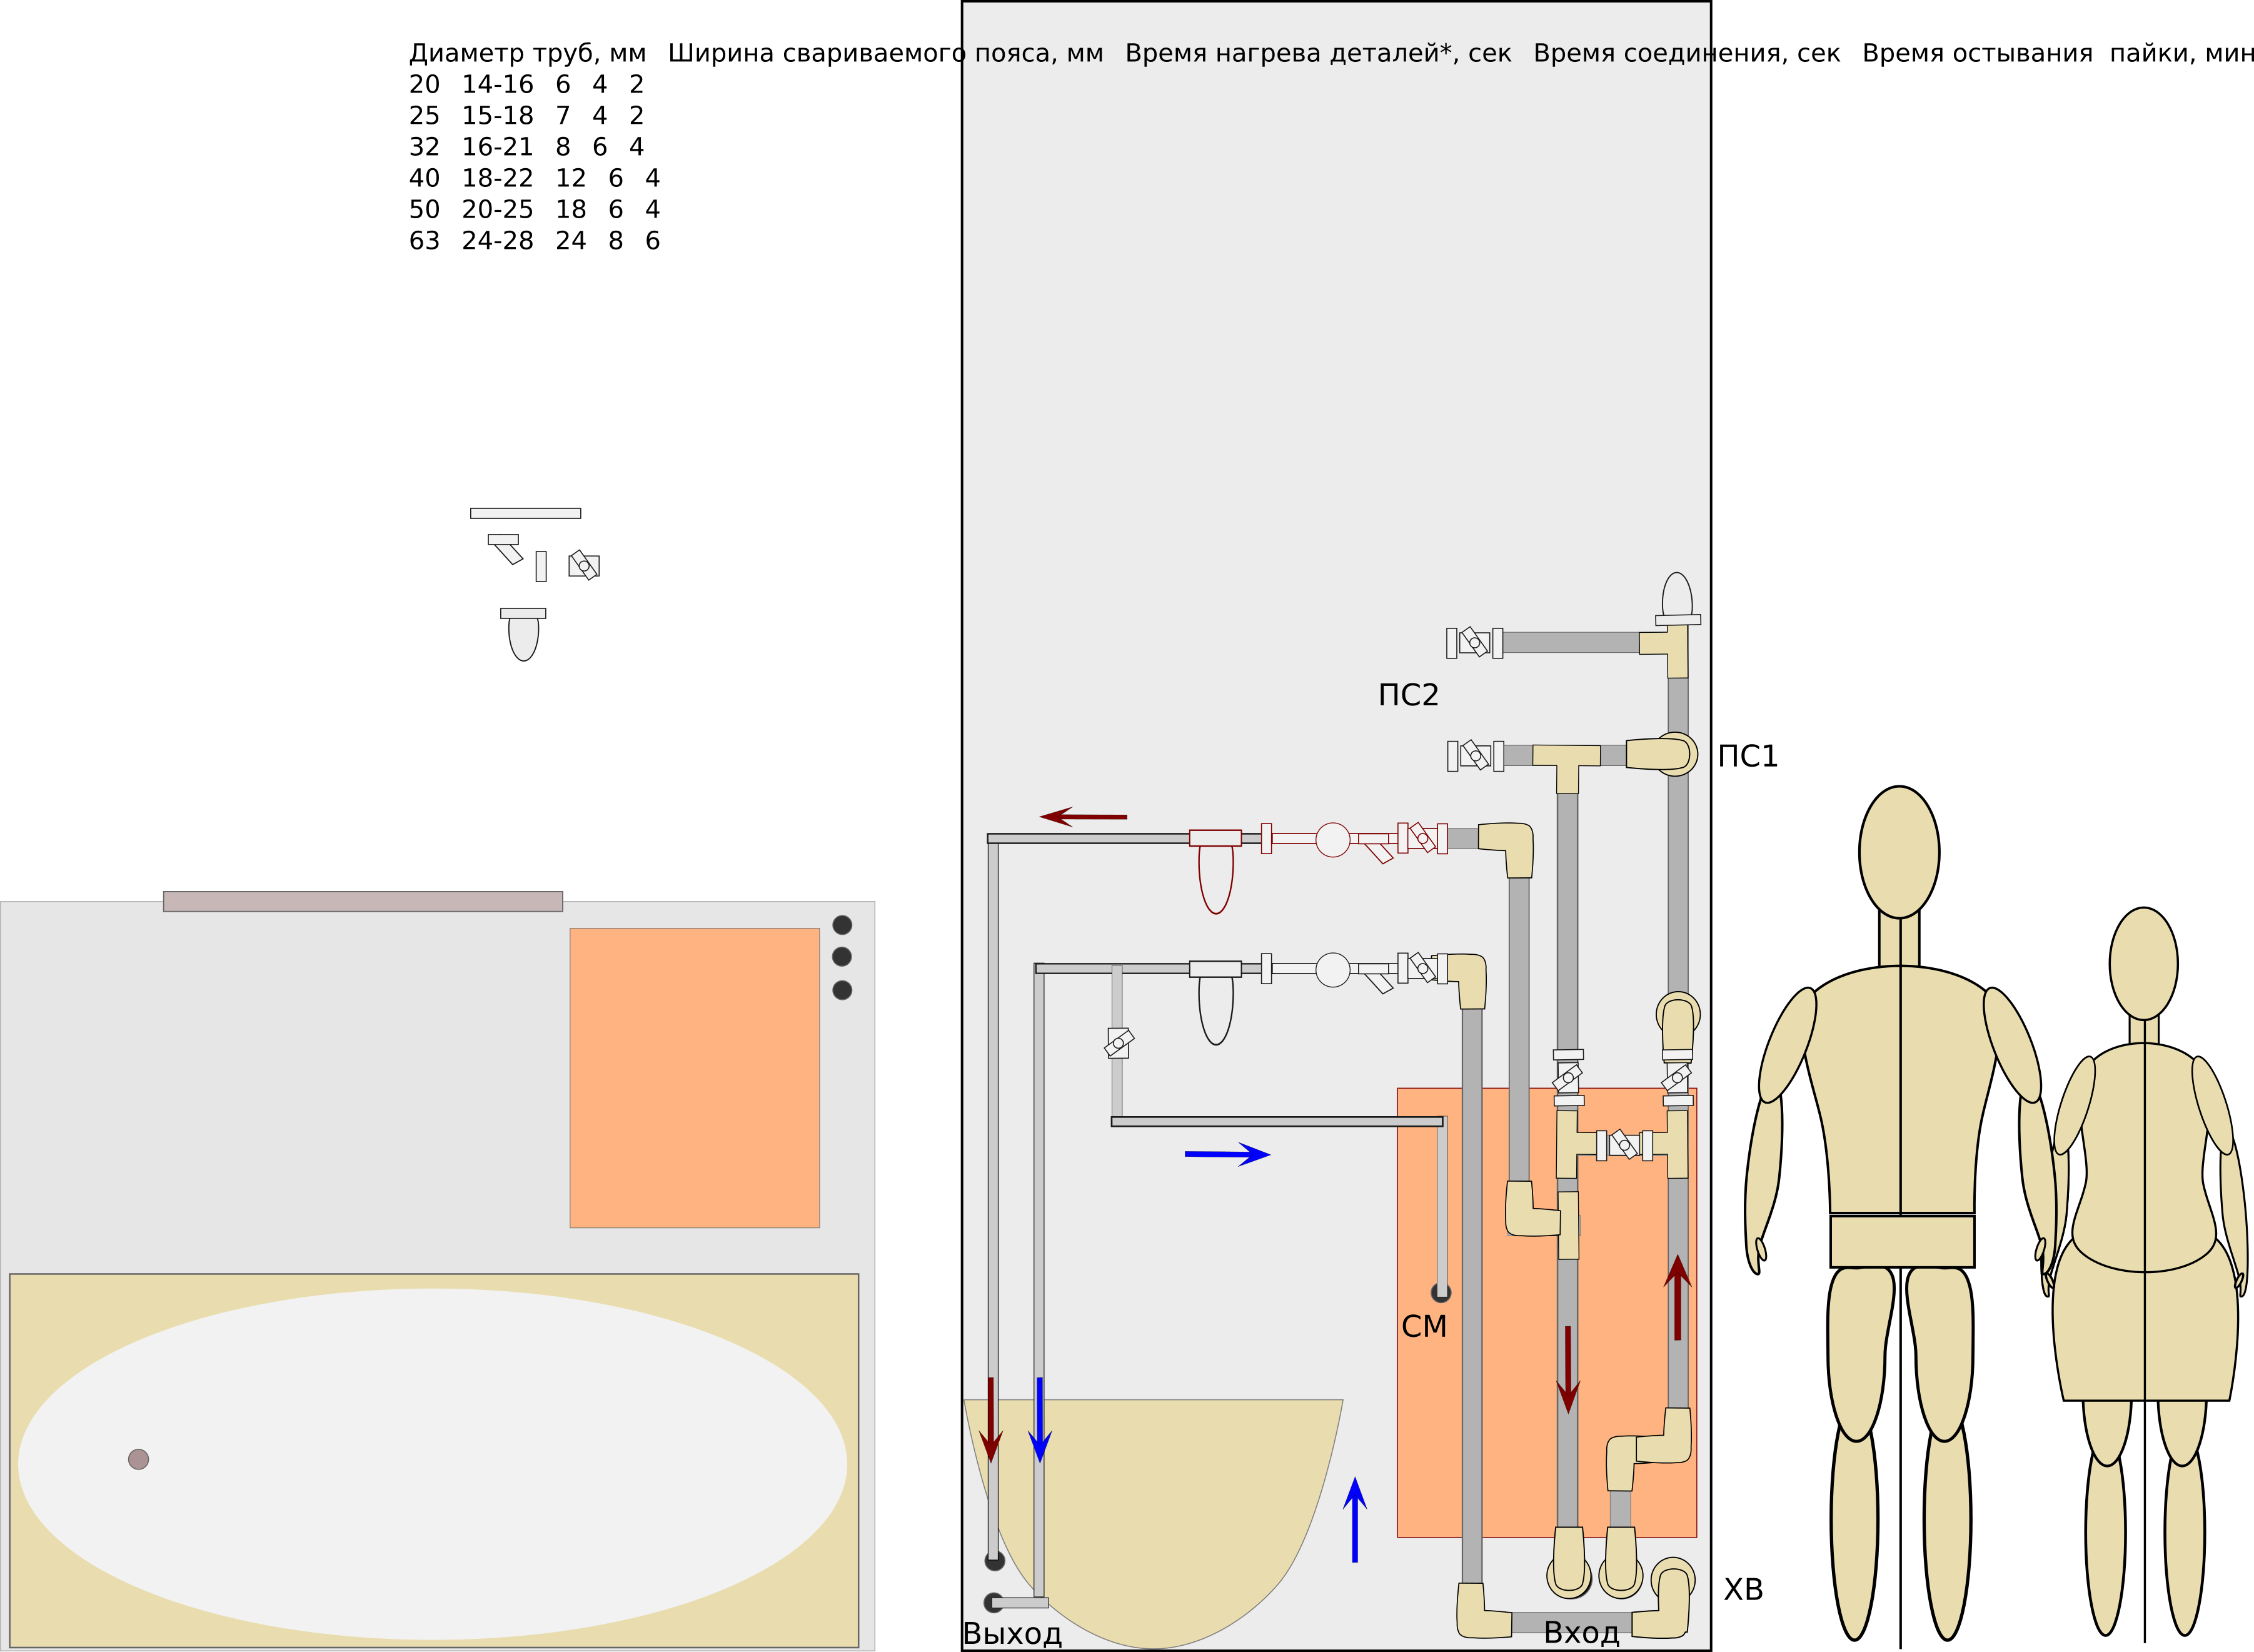 Диаметр труб, мм Ширина свариваемого пояса, мм Время нагрева деталей*, сек Время соединения, сек Время остывания пайки, мин
20 14-16 6 4 2
25 15-18 7 4 2
32 16-21 8 6 4
40 18-22 12 6 4
50 20-25 18 6 4
63 24-28 24 8 6
ПС2
ПС1
СМ
ХВ
Выход
Вход